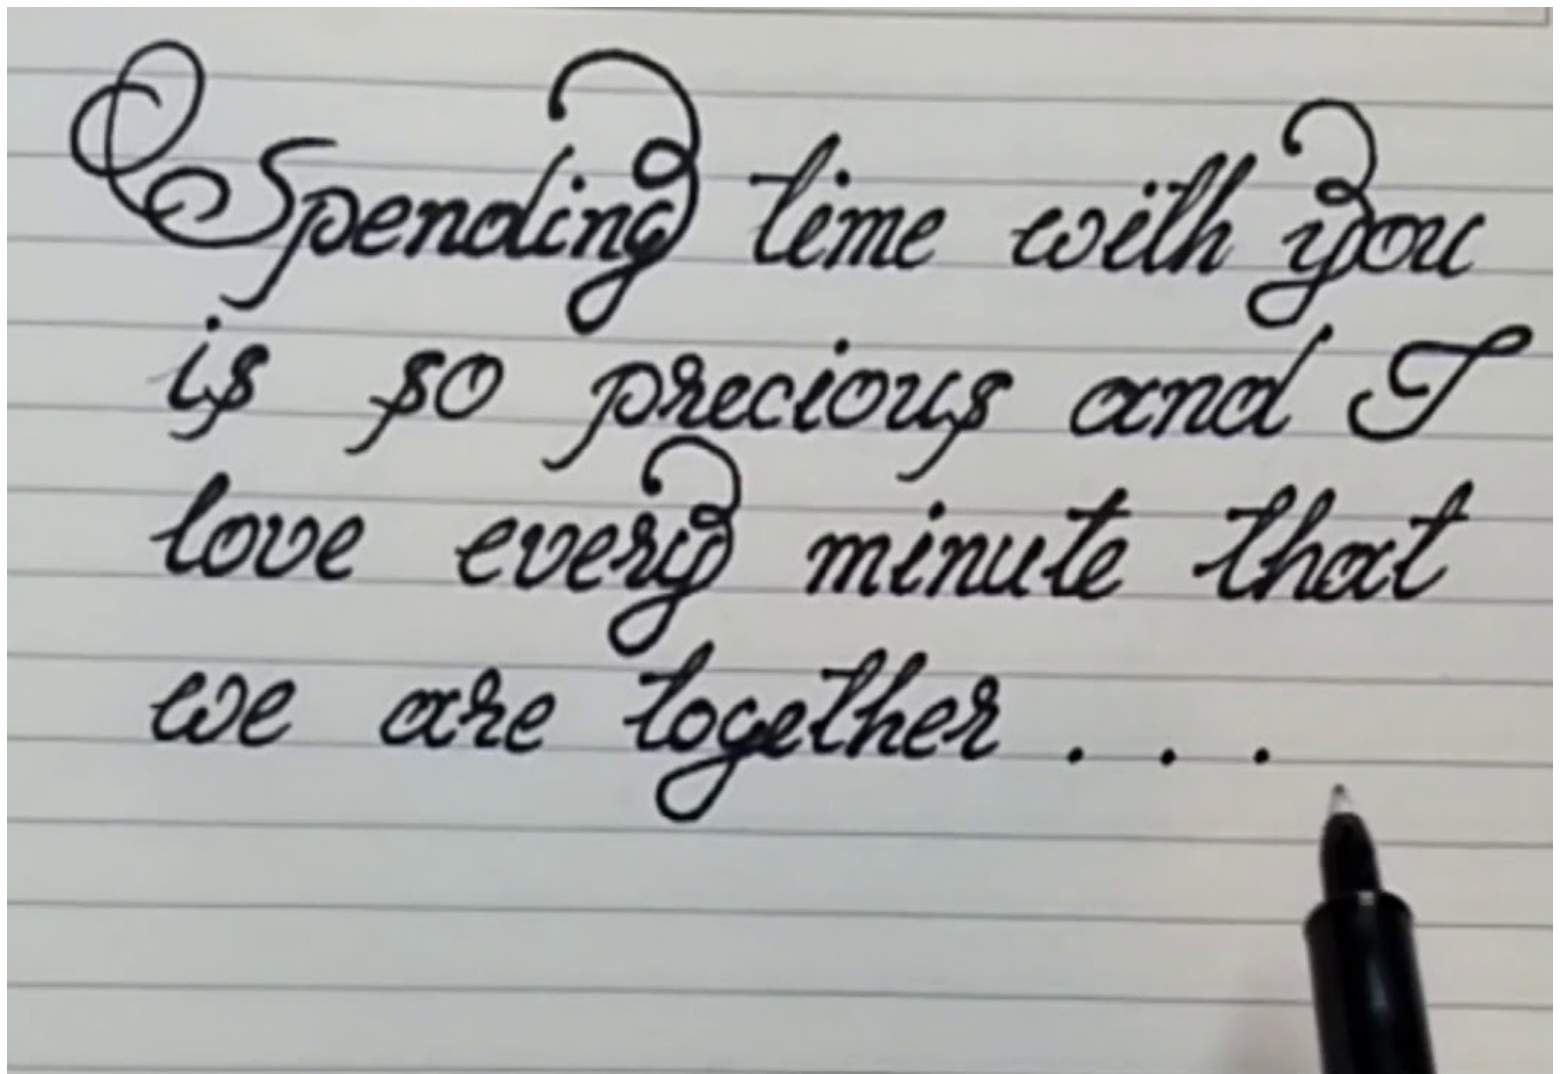 Spending time with you
is so precious and I
love every minute that
we are together . . .